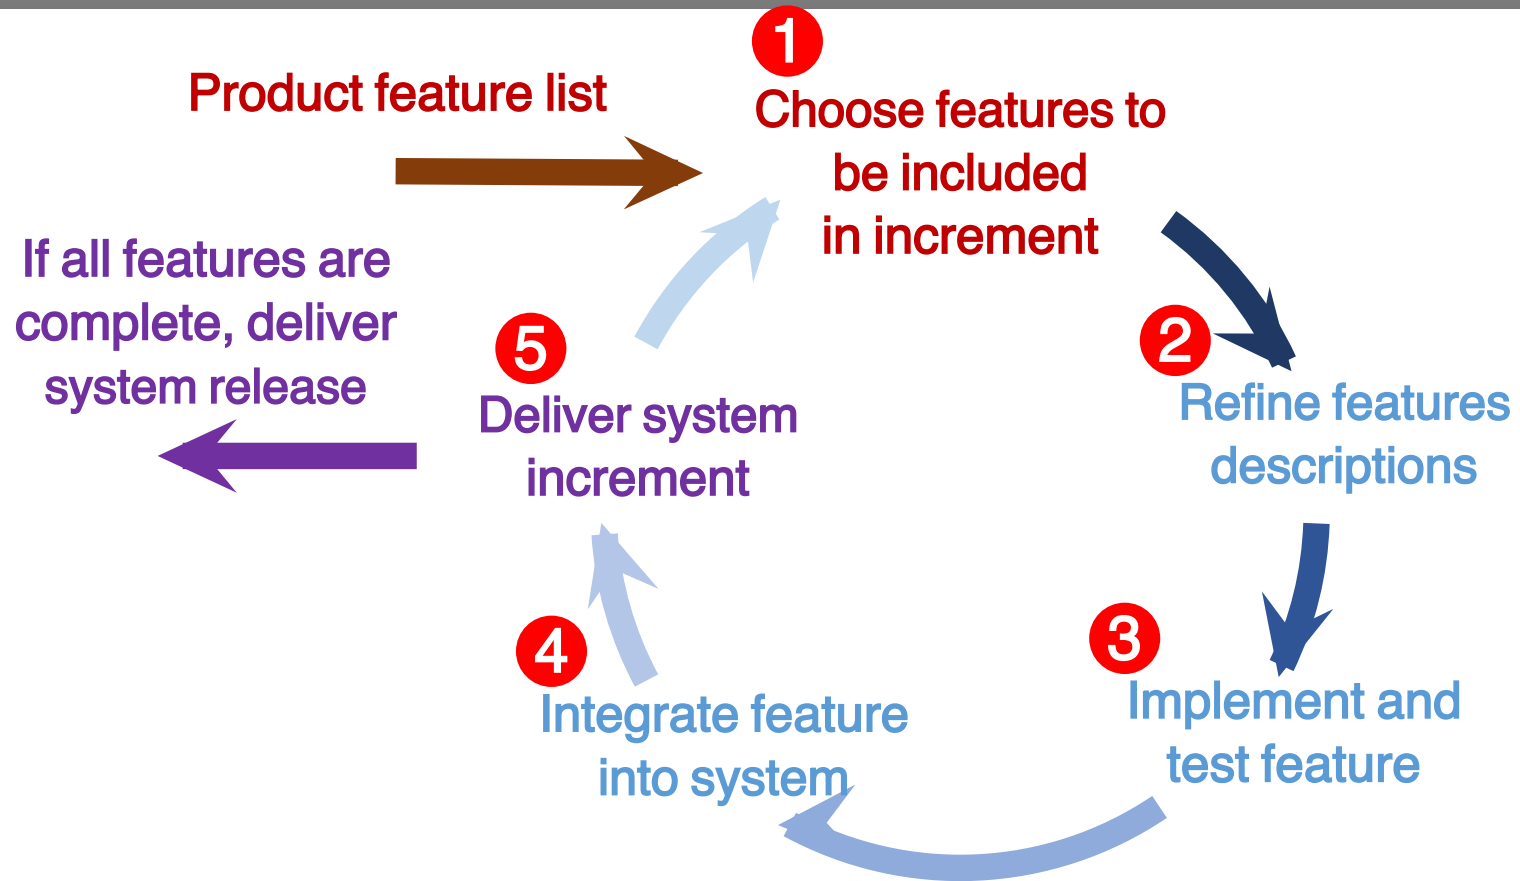 Product feature list
1
Choose features to
be included
in increment
2
Refine features
descriptions
3
Implement and
test feature
4
Integrate feature
into system
5
Deliver system
increment
If all features are
complete, deliver
system release